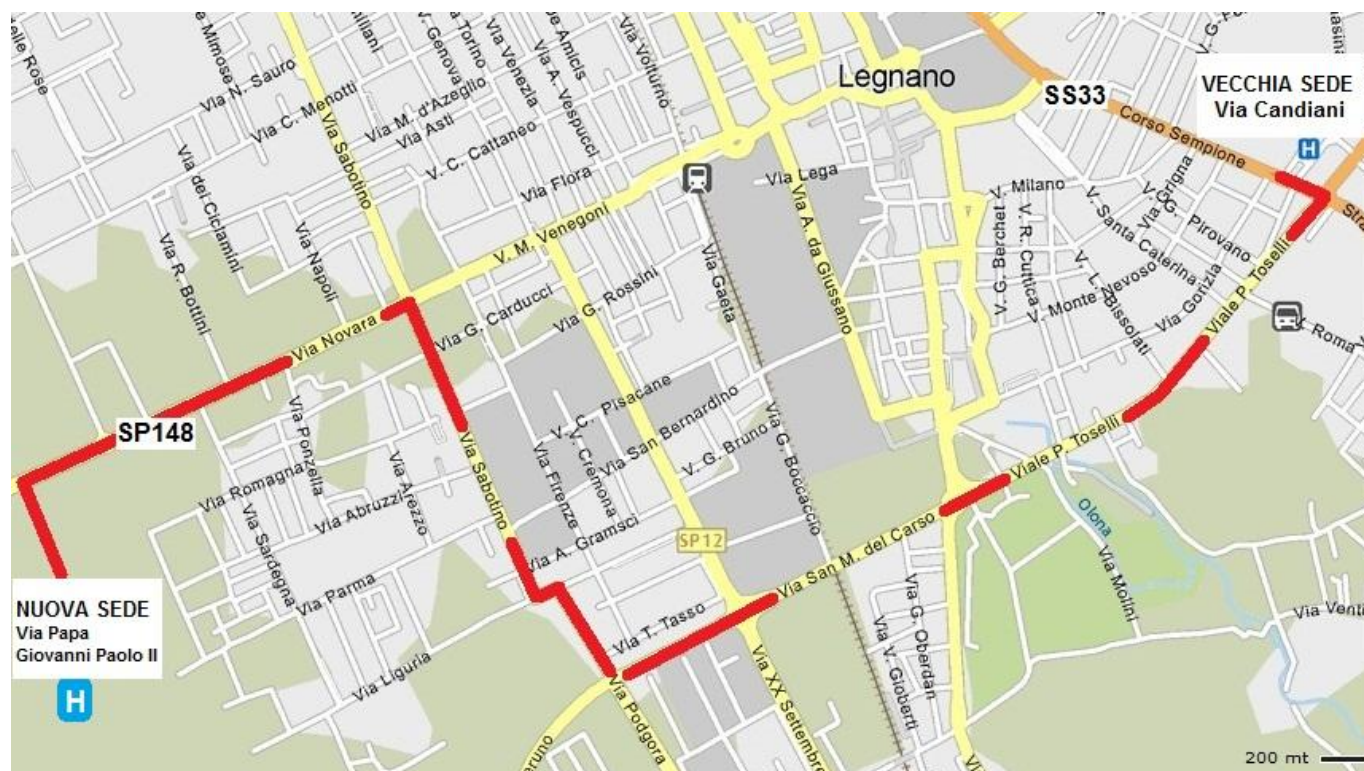 Via N. Sauro
Via C. Menotti
Via M. d'Azeglio
Via Asti
V. C. Cattaneo
V. Genova
Via Venezia
Via A. Vespucci
Via Volturno
Via Flora
Via Sabotino
Via dei Ciclamini
Via R. Bottini
Via Napoli
V. M. Venegoni
Legnano
SS33
VECCHIA SEDE
Via Candiani
H
Corso Sempione
Via Lega
Via A. da Giussano
V. Milano
V. G. Berchet
V. R. Cuttica
V. Santa Caterina
Via Grigna
V. G. Pirovano
V. L. Bissolati
V. Monte Nevoso
Via Gorizia
Viale P. Toselli
V. Roma
Via Novara
Via G. Carducci
Via G. Rossini
Via Gaeta
SP148
Via Ponzella
Via Romagna
Via Abruzzi
Via Arezzo
Via Sardegna
Via Parma
Via Liguria
Via Sabotino
V. C. Pisacane
V. Cremona
Via Firenze
Via San Bernardino
V. G. Bruno
Via G. Boccaccio
Via A. Gramsci
SP12
Via San M. del Carso
Viale P. Toselli
Olona
Via Molini
Via T. Tasso
Via XX Settembre
Via Podgora
Via G. Oberdan
Via V. Gioberti
NUOVA SEDE
Via Papa
Giovanni Paolo II
H
200 mt